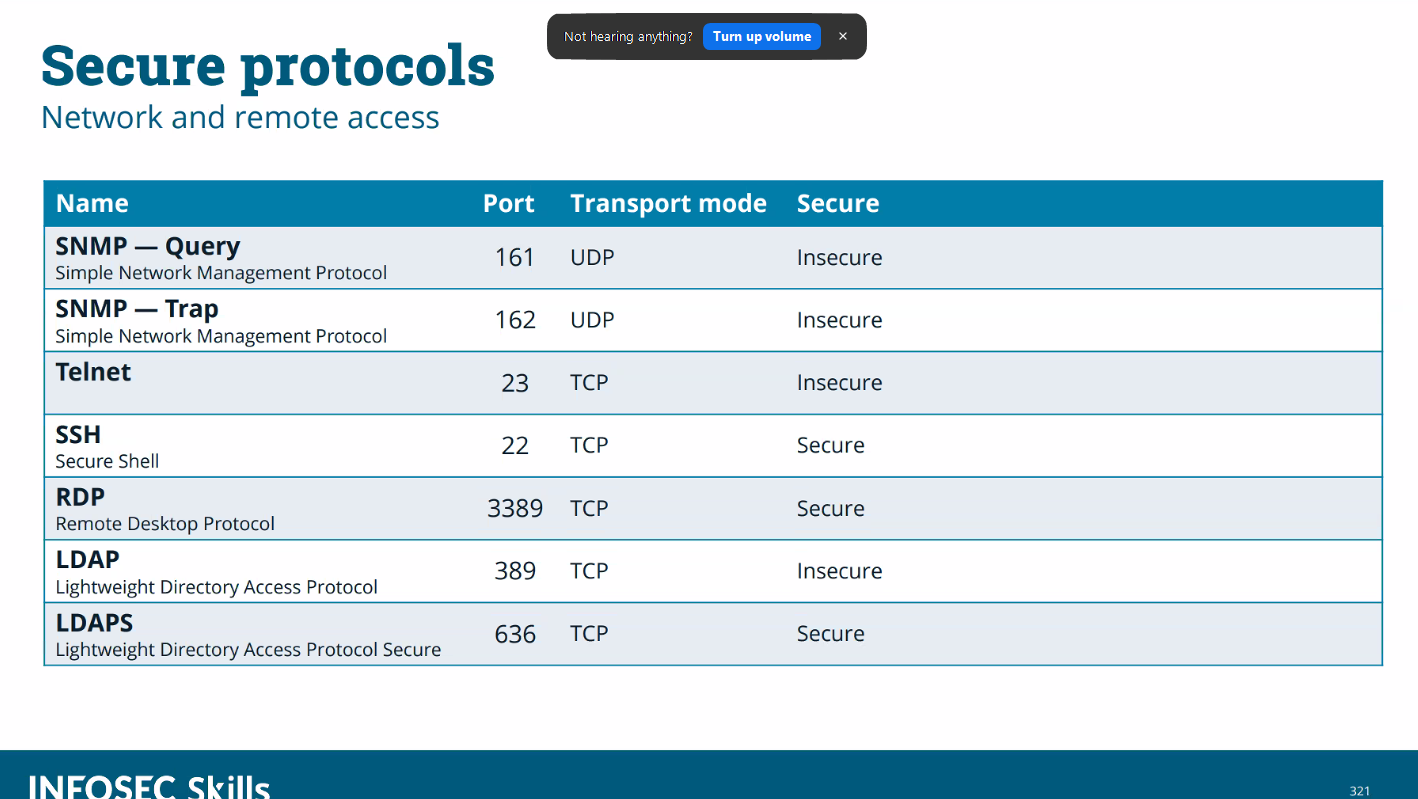 Not hearing anything? Turn up volume ×
Secure protocols
Network and remote access
Name Port Transport mode Secure
SNMP — Query
Simple Network Management Protocol
161 UDP Insecure
SNMP — Trap
Simple Network Management Protocol
162 UDP Insecure
Telnet
23 TCP Insecure
SSH
Secure Shell
22 TCP Secure
RDP
Remote Desktop Protocol
3389 TCP Secure
LDAP
Lightweight Directory Access Protocol
389 TCP Insecure
LDAPS
Lightweight Directory Access Protocol Secure
636 TCP Secure
INFOSEC Skills
321